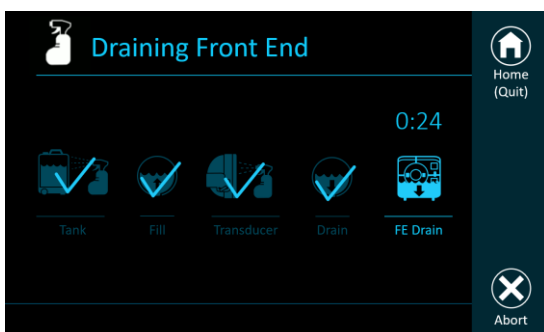 Draining Front End
Home
(Quit)
0:24
Tank
Fill
Transducer
Drain
FE Drain
Abort